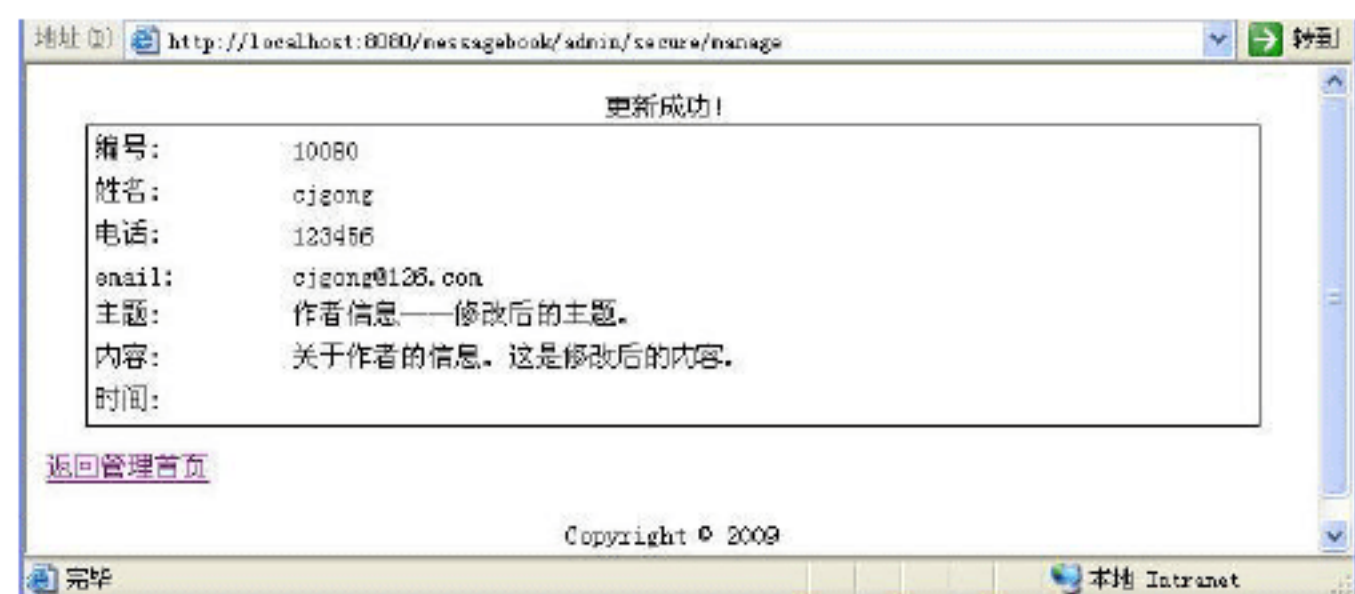 地址(D) http://localhost:8080/messagebook/admin/secure/manage 转到
更新成功!
编号: 10080
姓名: cjgong
电话: 123456
email: cjgong@126.com
主题: 作者信息——修改后的主题。
内容: 关于作者的信息。这是修改后的内容。
时间:
返回管理首页
Copyright © 2009
完毕 本地 Intranet